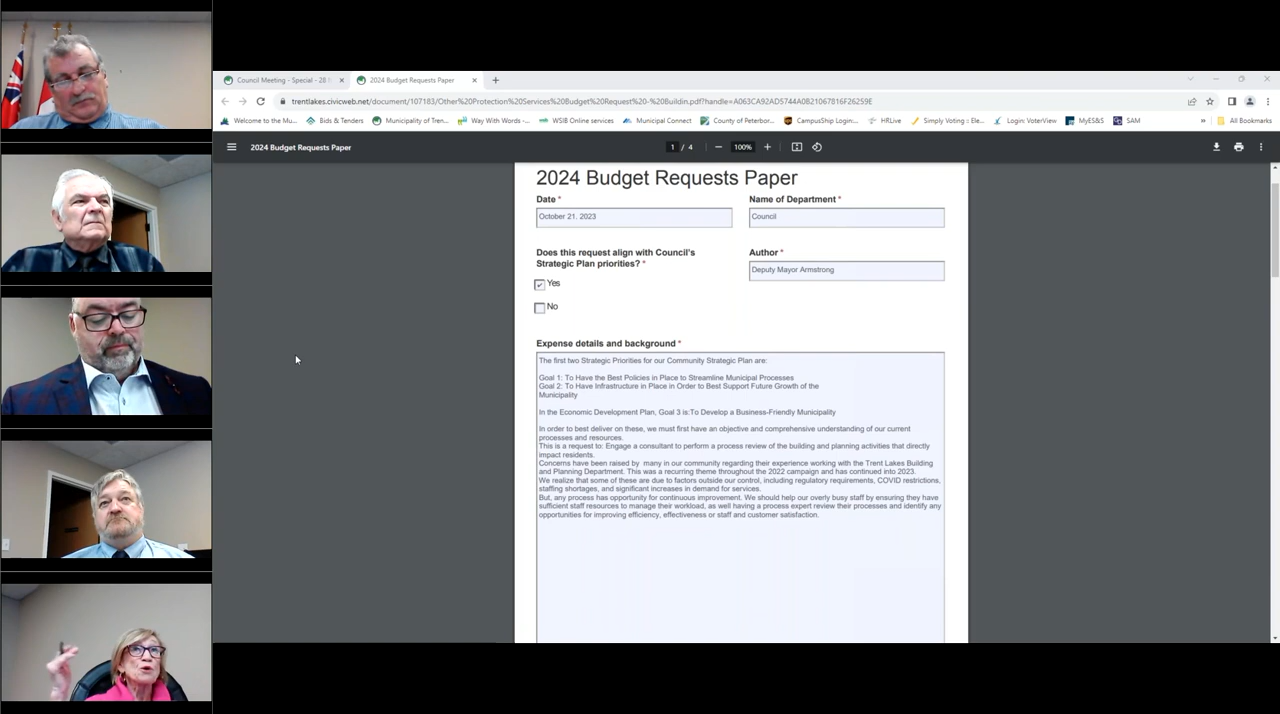 Council Meeting - Special - 28
2024 Budget Requests Paper
trentlakes.civicweb.net/document/107183/Other%20Protection%20Services%20Budget%20Request%20-%20Buildin.pdf?handle=A063CA92AD5744A0B21067816F26259E
Welcome to the Mu...
Bids & Tenders
Municipality of Tren...
Way With Words -...
WSIB Online services
Municipal Connect
County of Peterbor...
CampusShip Login:...
HRLive
Simply Voting :: Ele...
Login: VoterView
MyES&S
SAM
»
All Bookmarks
2024 Budget Requests Paper
1 / 4
100%
2024 Budget Requests Paper
Date *
Name of Department *
October 21, 2023
Council
Does this request align with Council's
Strategic Plan priorities? *
Author *
Deputy Mayor Armstrong
Yes
No
Expense details and background *
The first two Strategic Priorities for our Community Strategic Plan are:
Goal 1: To Have the Best Policies in Place to Streamline Municipal Processes
Goal 2: To Have Infrastructure in Place in Order to Best Support Future Growth of the
Municipality
In the Economic Development Plan, Goal 3 is:To Develop a Business-Friendly Municipality
In order to best deliver on these, we must first have an objective and comprehensive understanding of our current
processes and resources.
This is a request to: Engage a consultant to perform a process review of the building and planning activities that directly
impact residents.
Concerns have been raised by many in our community regarding their experience working with the Trent Lakes Building
and Planning Department. This was a recurring theme throughout the 2022 campaign and has continued into 2023.
We realize that some of these are due to factors outside our control, including regulatory requirements, COVID restrictions,
staffing shortages, and significant increases in demand for services.
But, any process has opportunity for continuous improvement. We should help our overly busy staff by ensuring they have
sufficient staff resources to manage their workload, as well having a process expert review their processes and identify any
opportunities for improving efficiency, effectiveness or staff and customer satisfaction.